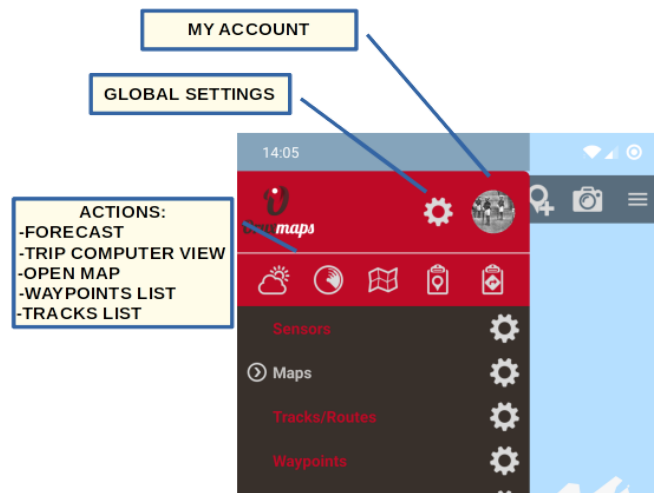 MY ACCOUNT
GLOBAL SETTINGS
14:05
ACTIONS:
-FORECAST
-TRIP COMPUTER VIEW
-OPEN MAP
-WAYPOINTS LIST
-TRACKS LIST
maps
Sensors
Maps
Tracks/Routes
Waypoints